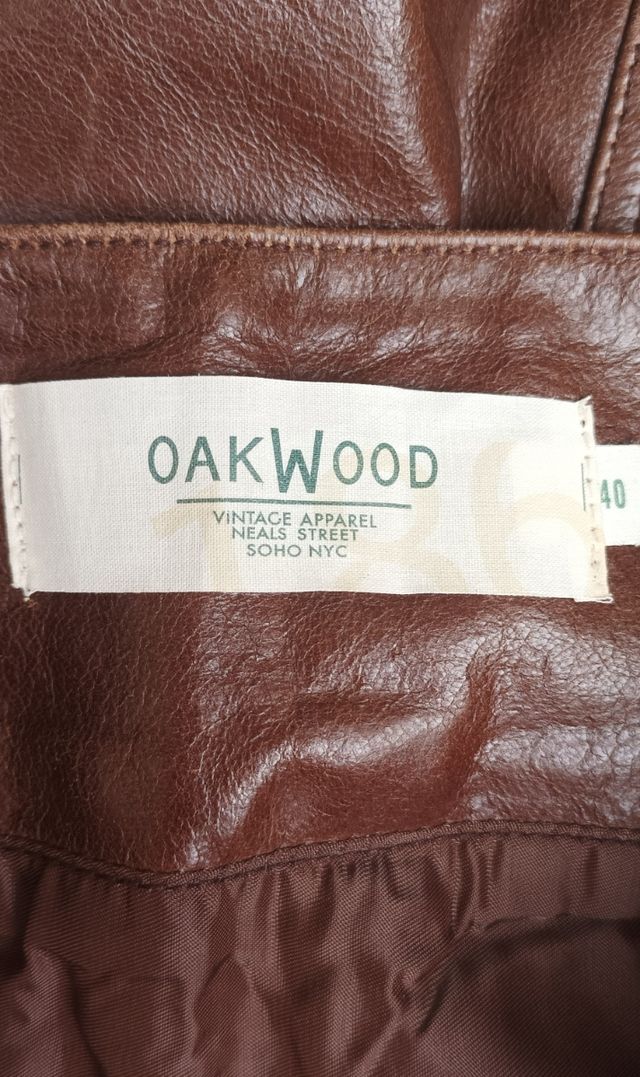 OAKWOOD
ViNTAGE APPAREL
NEALS STREET
SOHO NYC
40